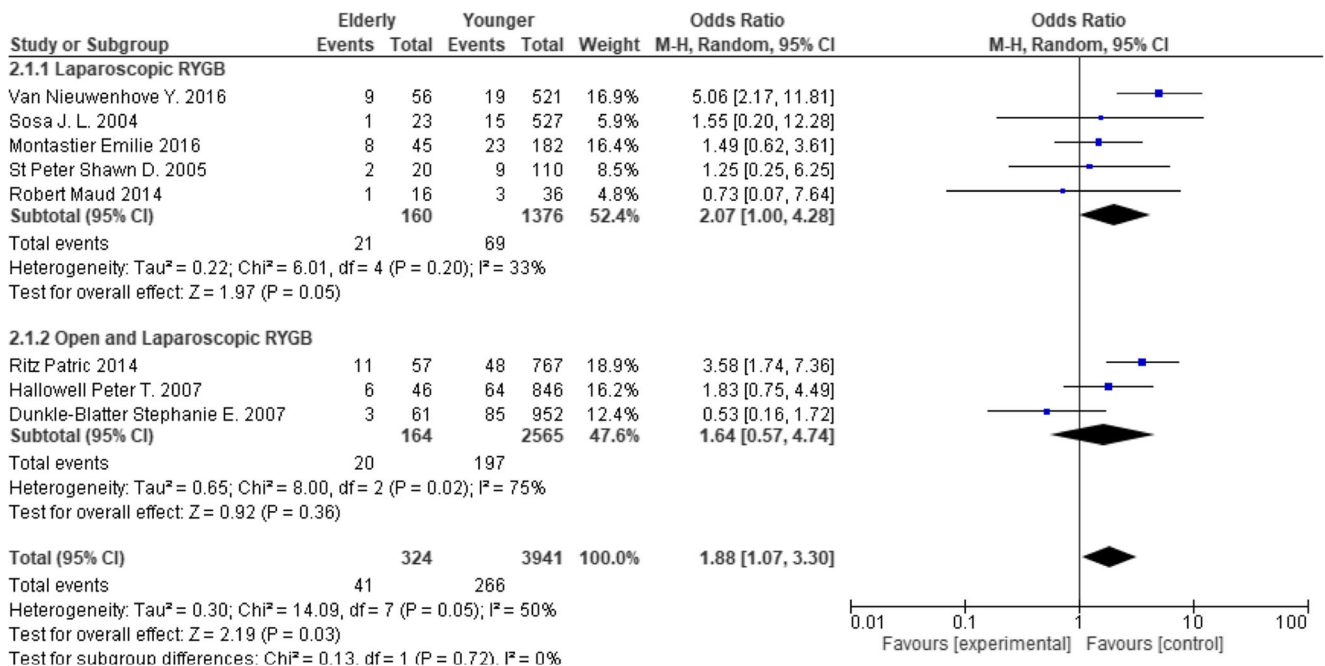 Elderly Younger Odds Ratio Odds Ratio
Study or Subgroup Events Total Events Total Weight M-H, Random, 95% CI M-H, Random, 95% CI
2.1.1 Laparoscopic RYGB
Van Nieuwenhove Y. 2016 9 56 19 521 16.9% 5.06 [2.17, 11.81]
Sosa J. L. 2004 1 23 15 527 5.9% 1.55 [0.20, 12.28]
Montastier Emilie 2016 8 45 23 182 16.4% 1.49 [0.62, 3.61]
St Peter Shawn D. 2005 2 20 9 110 8.5% 1.25 [0.25, 6.25]
Robert Maud 2014 1 16 3 36 4.8% 0.73 [0.07, 7.64]
Subtotal (95% CI) 160 1376 52.4% 2.07 [1.00, 4.28]
Total events 21 69
Heterogeneity: Tau² = 0.22; Chi² = 6.01, df = 4 (P = 0.20); I² = 33%
Test for overall effect: Z = 1.97 (P = 0.05)
2.1.2 Open and Laparoscopic RYGB
Ritz Patric 2014 11 57 48 767 18.9% 3.58 [1.74, 7.36]
Hallowell Peter T. 2007 6 46 64 846 16.2% 1.83 [0.75, 4.49]
Dunkle-Blatter Stephanie E. 2007 3 61 85 952 12.4% 0.53 [0.16, 1.72]
Subtotal (95% CI) 164 2565 47.6% 1.64 [0.57, 4.74]
Total events 20 197
Heterogeneity: Tau² = 0.65; Chi² = 8.00, df = 2 (P = 0.02); I² = 75%
Test for overall effect: Z = 0.92 (P = 0.36)
Total (95% CI) 324 3941 100.0% 1.88 [1.07, 3.30]
Total events 41 266
Heterogeneity: Tau² = 0.30; Chi² = 14.09, df = 7 (P = 0.05); I² = 50%
Test for overall effect: Z = 2.19 (P = 0.03)
Test for subgroup differences: Chi² = 0.13, df = 1 (P = 0.72), I² = 0%
0.01 0.1 1 10 100
Favours [experimental] Favours [control]